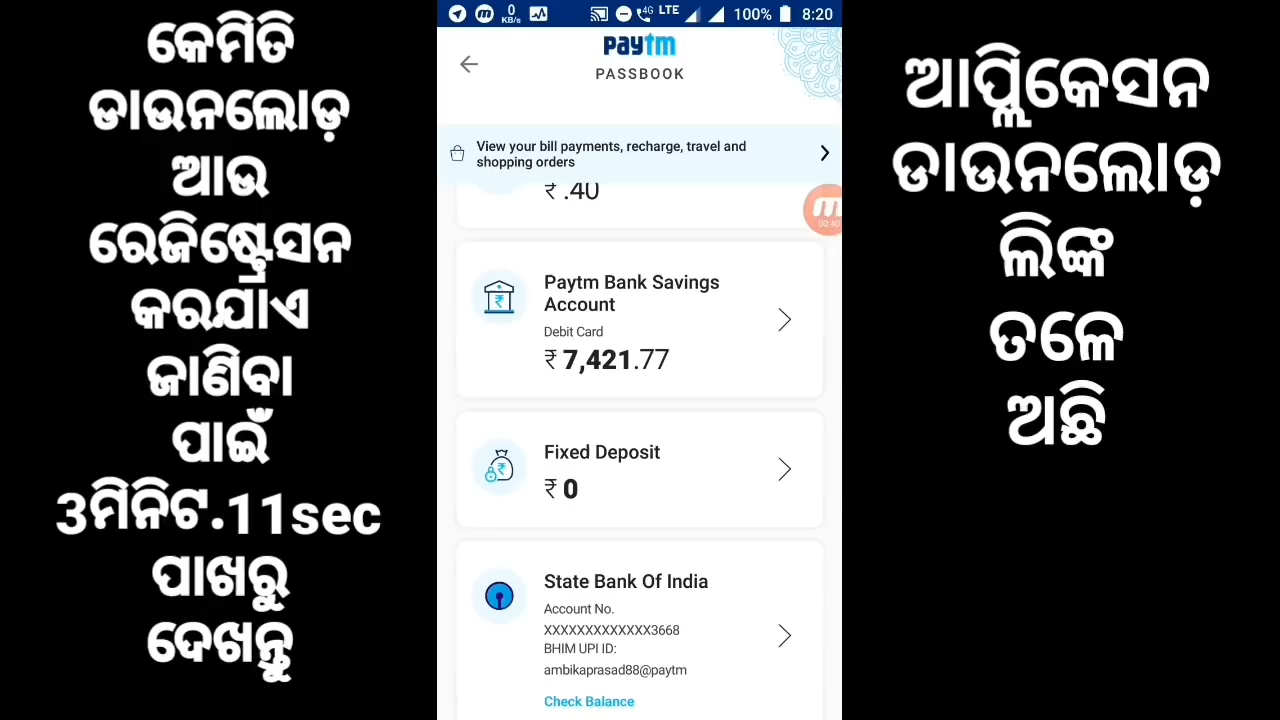 କେମିତି
ଡାଉନଲୋଡ଼
ଆଉ
ରେଜିଷ୍ଟ୍ରେସନ
କରଯାଏ
ଜାଣିବା
ପାଇଁ
3ମିନିଟ.11sec
ପାଖରୁ
ଦେଖନ୍ତୁ
0
KB/s
4G LTE
100%
8:20
paytm
PASSBOOK
View your bill payments, recharge, travel and
shopping orders
₹ .40
00:40
Paytm Bank Savings
Account
Debit Card
₹ 7,421.77
Fixed Deposit
₹ 0
State Bank Of India
Account No.
XXXXXXXXXXXXX3668
BHIM UPI ID:
ambikaprasad88@paytm
Check Balance
ଆପ୍ଲିକେସନ
ଡାଉନଲୋଡ଼
ଲିଙ୍କ
ତଳେ
ଅଛି